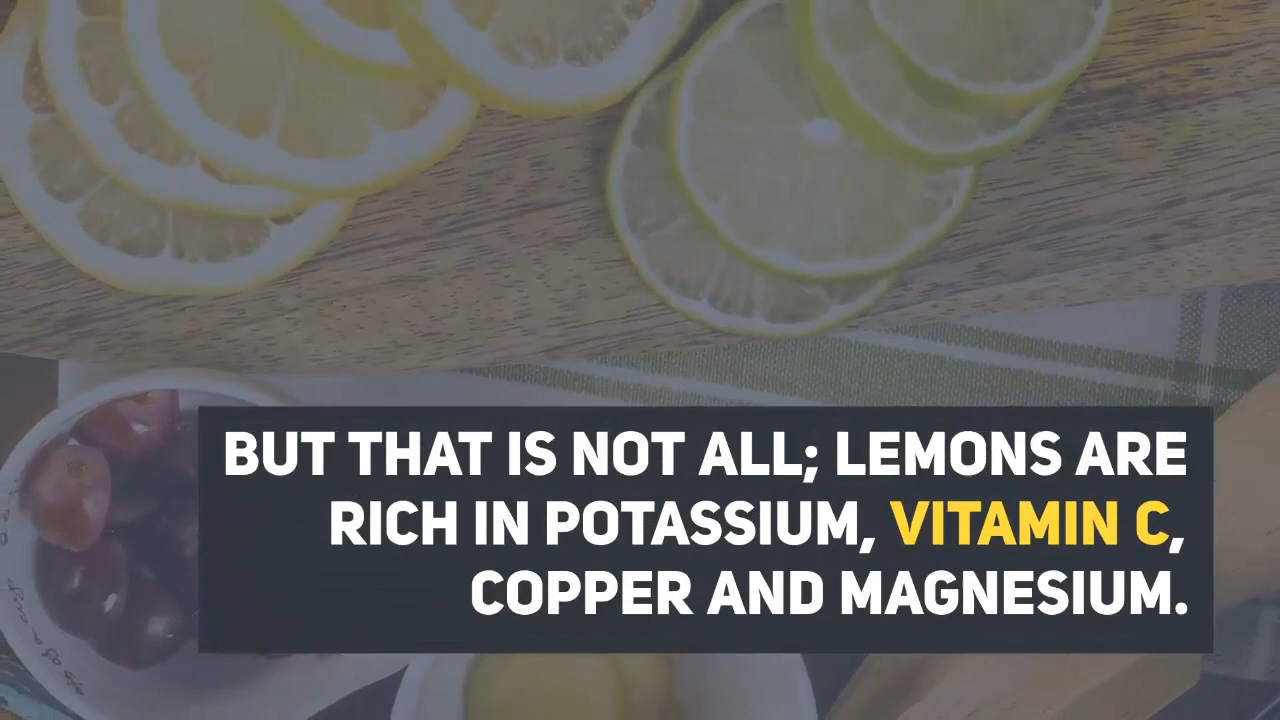 BUT THAT IS NOT ALL; LEMONS ARE
RICH IN POTASSIUM, VITAMIN C,
COPPER AND MAGNESIUM.